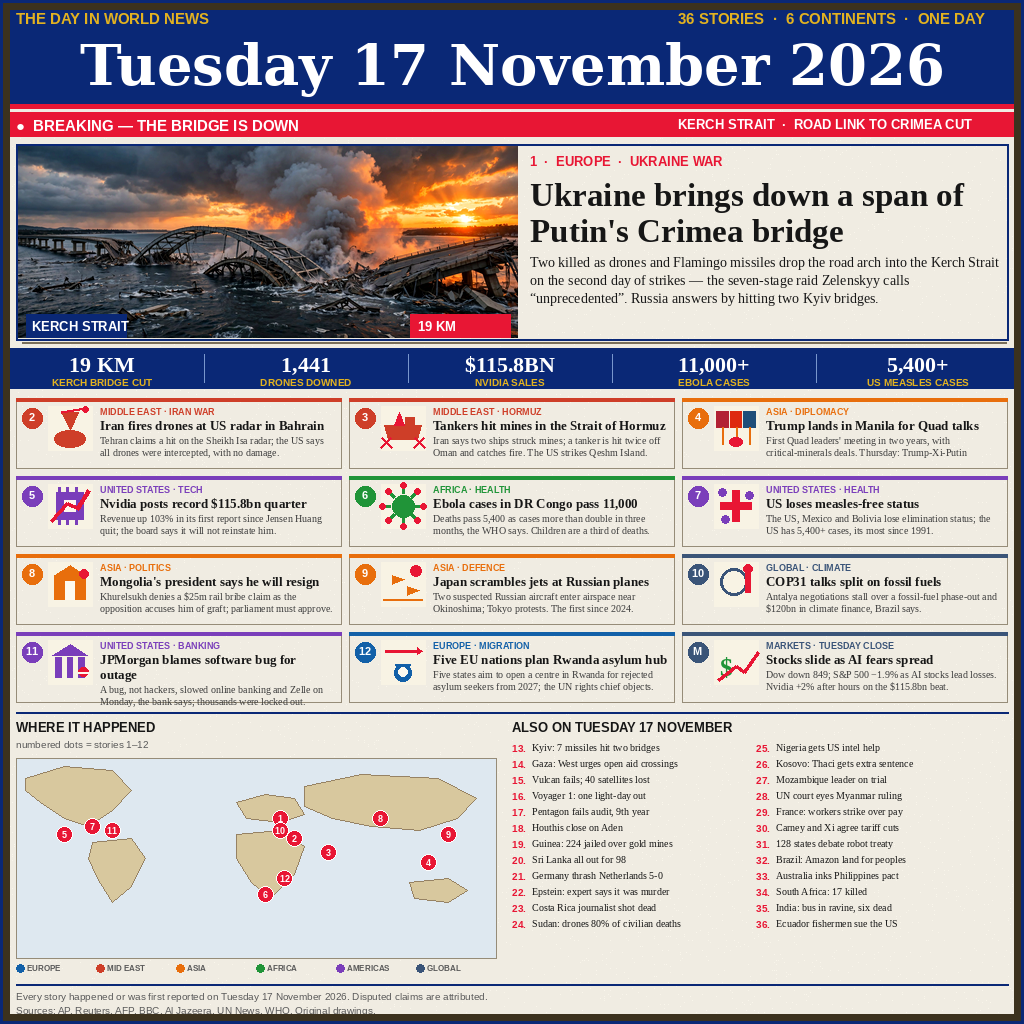 THE DAY IN WORLD NEWS
36 STORIES · 6 CONTINENTS · ONE DAY
Tuesday 17 November 2026
● BREAKING — THE BRIDGE IS DOWN
KERCH STRAIT · ROAD LINK TO CRIMEA CUT
KERCH STRAIT
19 KM
1 · EUROPE · UKRAINE WAR
Ukraine brings down a span of
Putin's Crimea bridge
Two killed as drones and Flamingo missiles drop the road arch into the Kerch Strait
on the second day of strikes — the seven-stage raid Zelenskyy calls
“unprecedented”. Russia answers by hitting two Kyiv bridges.
19 KM
KERCH BRIDGE CUT
1,441
DRONES DOWNED
$115.8BN
NVIDIA SALES
11,000+
EBOLA CASES
5,400+
US MEASLES CASES
2
MIDDLE EAST · IRAN WAR
Iran fires drones at US radar in Bahrain
Tehran claims a hit on the Sheikh Isa radar; the US says
all drones were intercepted, with no damage.
3
MIDDLE EAST · HORMUZ
Tankers hit mines in the Strait of Hormuz
Iran says two ships struck mines; a tanker is hit twice off
Oman and catches fire. The US strikes Qeshm Island.
4
ASIA · DIPLOMACY
Trump lands in Manila for Quad talks
First Quad leaders' meeting in two years, with
critical-minerals deals. Thursday: Trump-Xi-Putin
5
UNITED STATES · TECH
Nvidia posts record $115.8bn quarter
Revenue up 103% in its first report since Jensen Huang
quit; the board says it will not reinstate him.
6
AFRICA · HEALTH
Ebola cases in DR Congo pass 11,000
Deaths pass 5,400 as cases more than double in three
months, the WHO says. Children are a third of deaths.
7
UNITED STATES · HEALTH
US loses measles-free status
The US, Mexico and Bolivia lose elimination status; the
US has 5,400+ cases, its most since 1991.
8
ASIA · POLITICS
Mongolia's president says he will resign
Khurelsukh denies a $25m rail bribe claim as the
opposition accuses him of graft; parliament must approve.
9
ASIA · DEFENCE
Japan scrambles jets at Russian planes
Two suspected Russian aircraft enter airspace near
Okinoshima; Tokyo protests. The first since 2024.
10
GLOBAL · CLIMATE
COP31 talks split on fossil fuels
Antalya negotiations stall over a fossil-fuel phase-out and
$120bn in climate finance, Brazil says.
11
UNITED STATES · BANKING
JPMorgan blames software bug for
outage
A bug, not hackers, slowed online banking and Zelle on
Monday, the bank says; thousands were locked out.
12
EUROPE · MIGRATION
Five EU nations plan Rwanda asylum hub
Five states aim to open a centre in Rwanda for rejected
asylum seekers from 2027; the UN rights chief objects.
M
$
MARKETS · TUESDAY CLOSE
Stocks slide as AI fears spread
Dow down 849; S&P 500 −1.9% as AI stocks lead losses.
Nvidia +2% after hours on the $115.8bn beat.
WHERE IT HAPPENED
numbered dots = stories 1–12
1
10
2
8
7
11
5
9
3
4
12
6
EUROPE
MID EAST
ASIA
AFRICA
AMERICAS
GLOBAL
ALSO ON TUESDAY 17 NOVEMBER
13. Kyiv: 7 missiles hit two bridges
14. Gaza: West urges open aid crossings
15. Vulcan fails; 40 satellites lost
16. Voyager 1: one light-day out
17. Pentagon fails audit, 9th year
18. Houthis close on Aden
19. Guinea: 224 jailed over gold mines
20. Sri Lanka all out for 98
21. Germany thrash Netherlands 5-0
22. Epstein: expert says it was murder
23. Costa Rica journalist shot dead
24. Sudan: drones 80% of civilian deaths
25. Nigeria gets US intel help
26. Kosovo: Thaci gets extra sentence
27. Mozambique leader on trial
28. UN court eyes Myanmar ruling
29. France: workers strike over pay
30. Carney and Xi agree tariff cuts
31. 128 states debate robot treaty
32. Brazil: Amazon land for peoples
33. Australia inks Philippines pact
34. South Africa: 17 killed
35. India: bus in ravine, six dead
36. Ecuador fishermen sue the US
Every story happened or was first reported on Tuesday 17 November 2026. Disputed claims are attributed.
Sources: AP, Reuters, AFP, BBC, Al Jazeera, UN News, WHO. Original drawings.